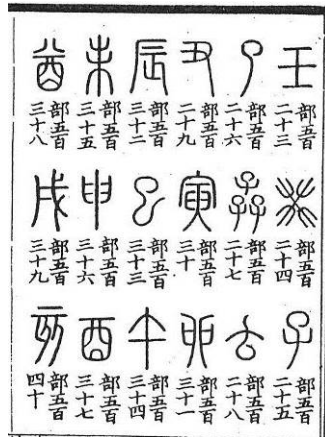 壬
部五百
二十三
癸
部五百
二十四
子
部五百
二十五
了
部五百
二十六
孨
部五百
二十七
𠫓
部五百
二十八
丑
部五百
二十九
寅
部五百
三十
卯
部五百
三十一
辰
部五百
三十二
巳
部五百
三十三
午
部五百
三十四
未
部五百
三十五
申
部五百
三十六
酉
部五百
三十七
酋
部五百
三十八
戌
部五百
三十九
亥
部五百
四十